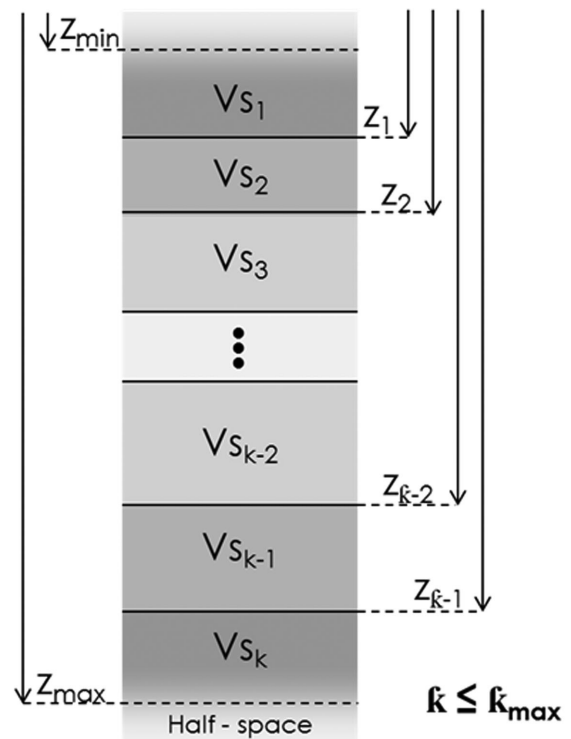 Zmin
Vs1
Z1
Vs2
Z2
Vs3
Vsk-2
Zk-2
Vsk-1
Zk-1
Vsk
Zmax
k ≤ kmax
Half - space